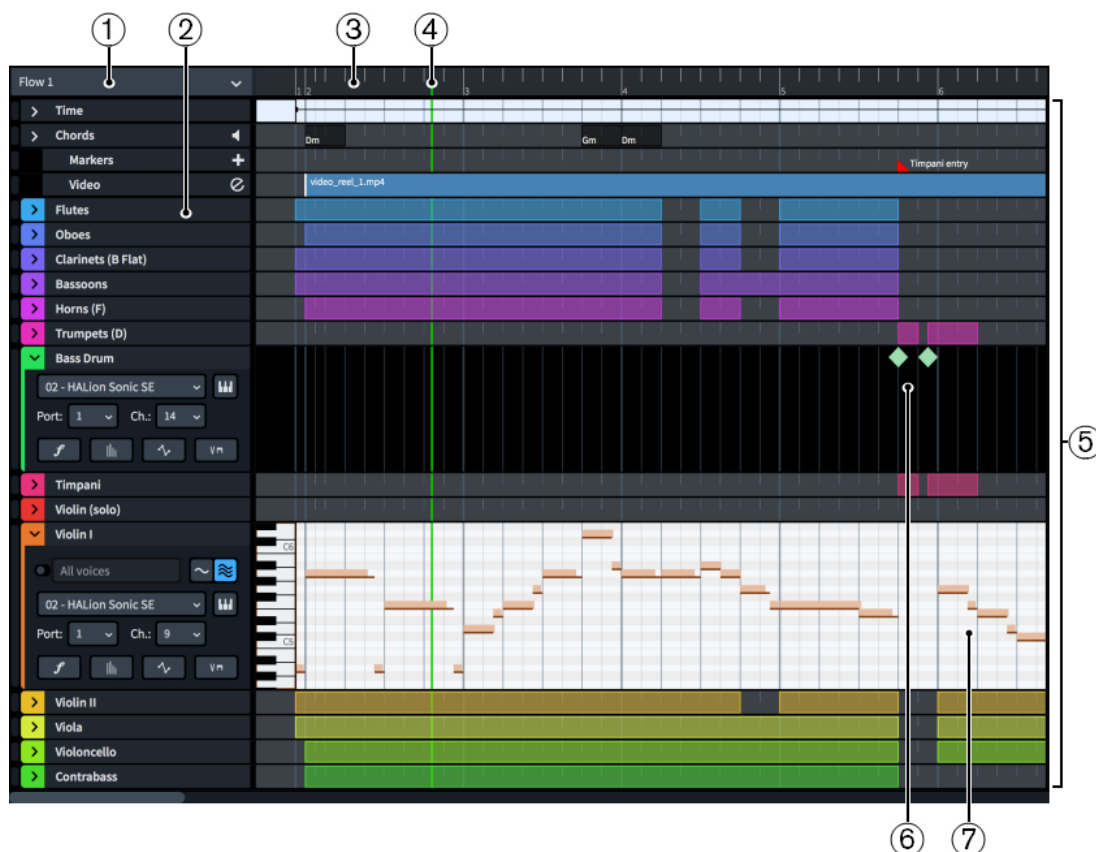 ① ② ③ ④
Flow 1
1 2 3 4 5 6
Time
Chords
Dm Gm Dm
Markers
Timpani entry
Video
video_reel_1.mp4
Flutes
Oboes
Clarinets (B Flat)
Bassoons
Horns (F)
Trumpets (D)
Bass Drum
02 - HALion Sonic SE
Port: 1 Ch.: 14
⑤
Timpani
Violin (solo)
Violin I
C6
All voices
02 - HALion Sonic SE
Port: 1 Ch.: 9
C5
Violin II
Viola
Violoncello
Contrabass
⑥ ⑦